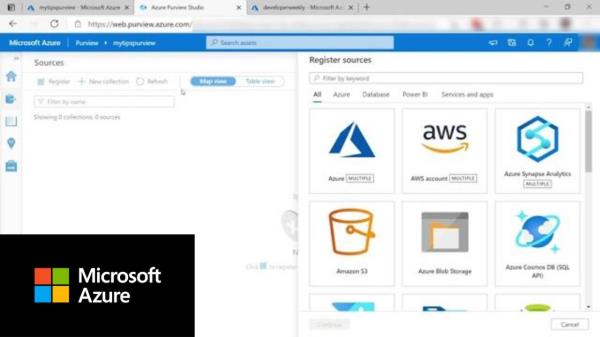 mytipspurview - Microsoft Azure
Azure Purview Studio
developerweekly - Microsoft Az
https://web.purview.azure.com/
Microsoft Azure
Purview
mytipspurview
Search assets
Sources
Register
New collection
Refresh
Map view
Table view
Filter by name
Showing 0 collections, 0 sources
N
Click
to register
Register sources
Filter by keyword
All
Azure
Database
Power BI
Services and apps
Azure MULTIPLE
aws
AWS account MULTIPLE
Azure Synapse Analytics
MULTIPLE
Amazon S3
Azure Blob Storage
Azure Cosmos DB (SQL
API)
Continue
Cancel
Microsoft
Azure